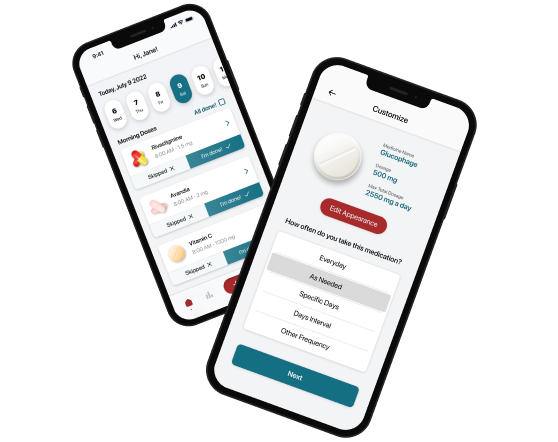 9:41
Hi, Jane!
Today, July 9 2022
6 Wed
7 Thu
8 Fri
9 Sat
10 Sun
All done!
Morning Doses
Rivastigmine
8:00 AM - 1.5 mg
Skipped
I'm done!
Avandia
8:00 AM - 2 mg
Skipped
I'm done!
Vitamin C
8:00 AM - 1000 mg
Skipped
Customize
Medicine Name
Glucophage
Dosage
500 mg
Max Total Dosage
2550 mg a day
Edit Appearance
How often do you take this medication?
Everyday
As Needed
Specific Days
Days Interval
Other Frequency
Next